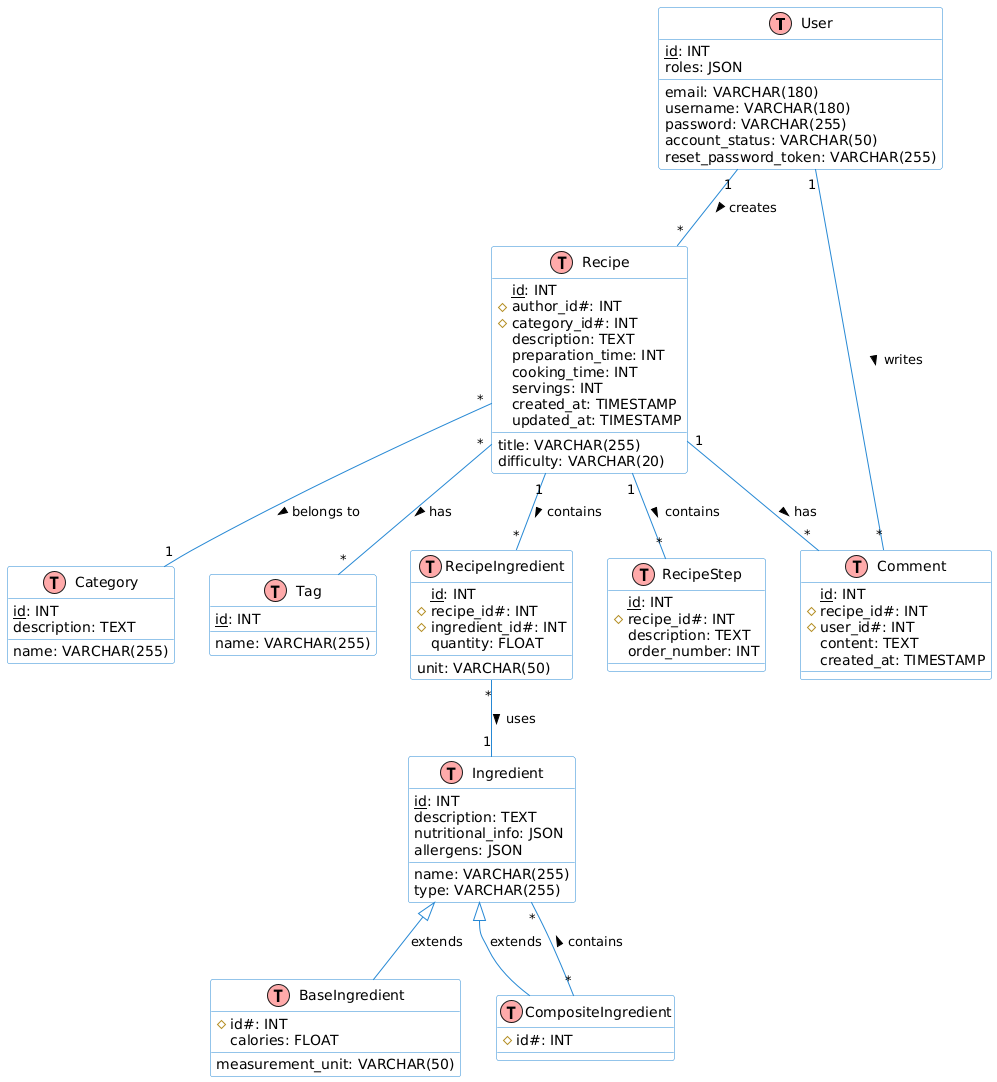 T User
id: INT
roles: JSON
email: VARCHAR(180)
username: VARCHAR(180)
password: VARCHAR(255)
account_status: VARCHAR(50)
reset_password_token: VARCHAR(255)
1
1
creates
*
writes
*
T Recipe
id: INT
author_id#: INT
category_id#: INT
description: TEXT
preparation_time: INT
cooking_time: INT
servings: INT
created_at: TIMESTAMP
updated_at: TIMESTAMP
title: VARCHAR(255)
difficulty: VARCHAR(20)
*
belongs to
1
*
has
*
1
contains
*
1
contains
*
1
has
*
T Category
id: INT
description: TEXT
name: VARCHAR(255)
T Tag
id: INT
name: VARCHAR(255)
T RecipeIngredient
id: INT
recipe_id#: INT
ingredient_id#: INT
quantity: FLOAT
unit: VARCHAR(50)
T RecipeStep
id: INT
recipe_id#: INT
description: TEXT
order_number: INT
T Comment
id: INT
recipe_id#: INT
user_id#: INT
content: TEXT
created_at: TIMESTAMP
*
uses
1
T Ingredient
id: INT
description: TEXT
nutritional_info: JSON
allergens: JSON
name: VARCHAR(255)
type: VARCHAR(255)
extends
extends
*
contains
*
T BaseIngredient
id#: INT
calories: FLOAT
measurement_unit: VARCHAR(50)
T CompositeIngredient
id#: INT